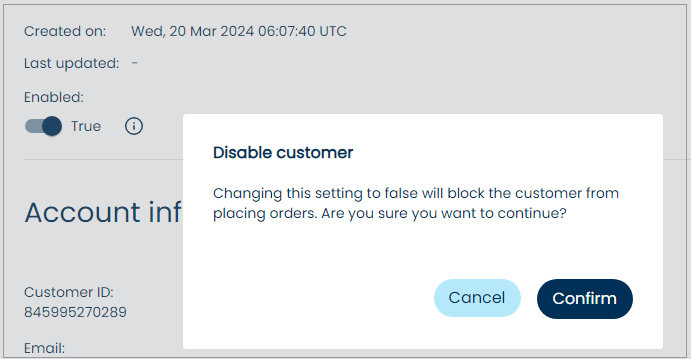 Created on: Wed, 20 Mar 2024 06:07:40 UTC
Last updated: -
Enabled:
True
Disable customer
Changing this setting to false will block the customer from
placing orders. Are you sure you want to continue?
Account inf
Cancel Confirm
Customer ID:
845995270289
Email: